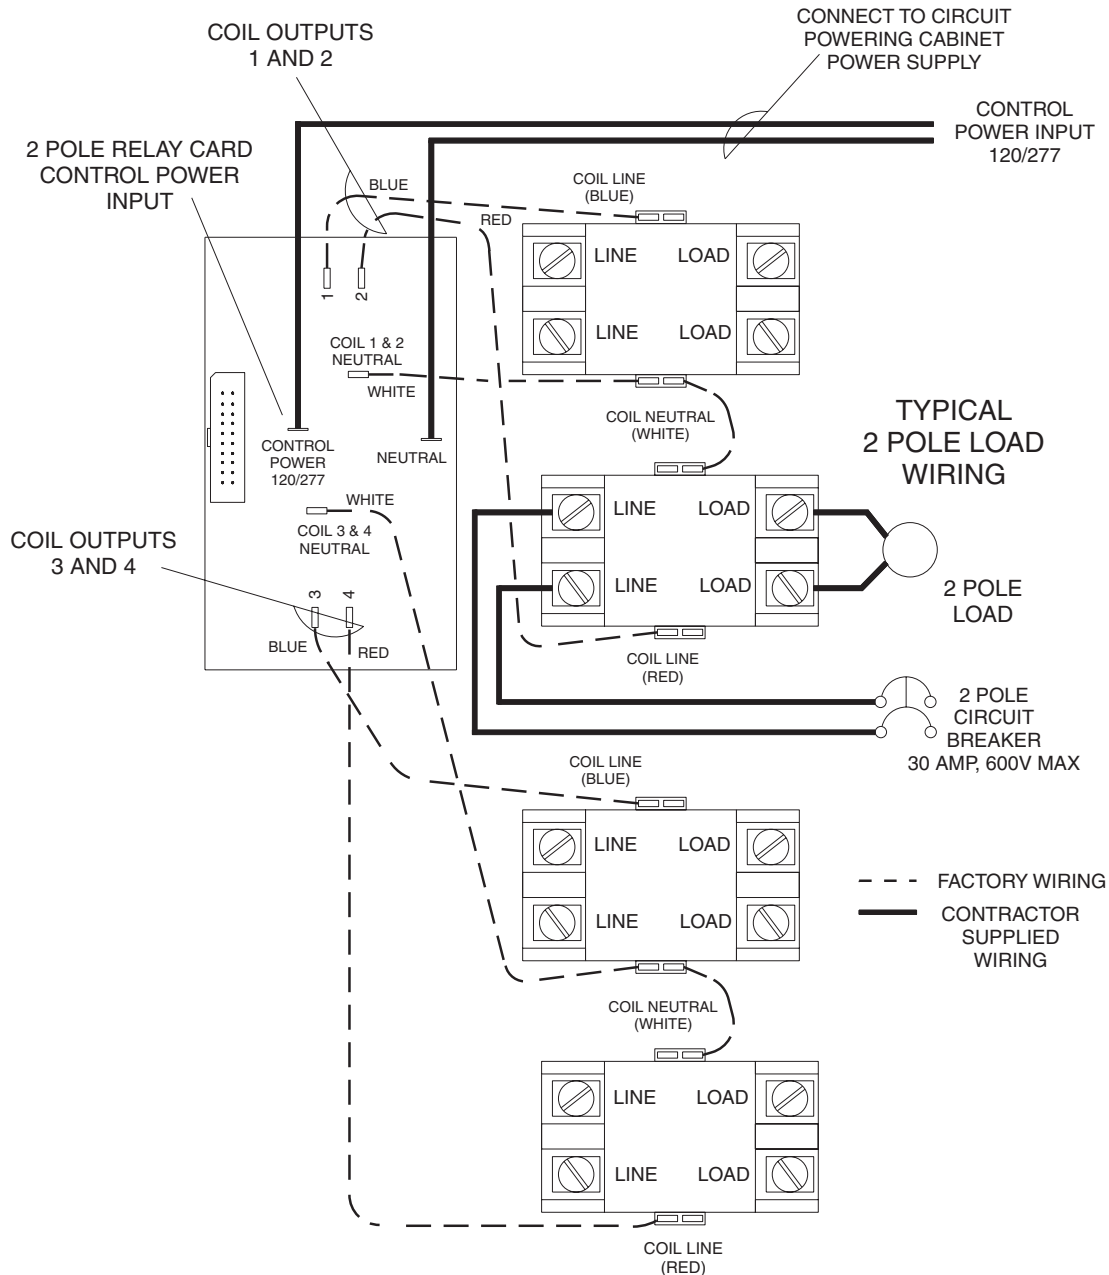 COIL OUTPUTS
1 AND 2
CONNECT TO CIRCUIT
POWERING CABINET
POWER SUPPLY
CONTROL
POWER INPUT
120/277
2 POLE RELAY CARD
CONTROL POWER
INPUT
BLUE
RED
COIL LINE
(BLUE)
LINE LOAD
LINE LOAD
1 2
COIL 1 & 2
NEUTRAL
WHITE
COIL NEUTRAL
(WHITE)
TYPICAL
2 POLE LOAD
WIRING
CONTROL
POWER
120/277
NEUTRAL
WHITE
COIL 3 & 4
NEUTRAL
LINE LOAD
LINE LOAD
2 POLE
LOAD
COIL OUTPUTS
3 AND 4
3 4
BLUE
RED
COIL LINE
(RED)
2 POLE
CIRCUIT
BREAKER
30 AMP, 600V MAX
COIL LINE
(BLUE)
LINE LOAD
LINE LOAD
FACTORY WIRING
CONTRACTOR
SUPPLIED
WIRING
COIL NEUTRAL
(WHITE)
LINE LOAD
LINE LOAD
COIL LINE
(RED)